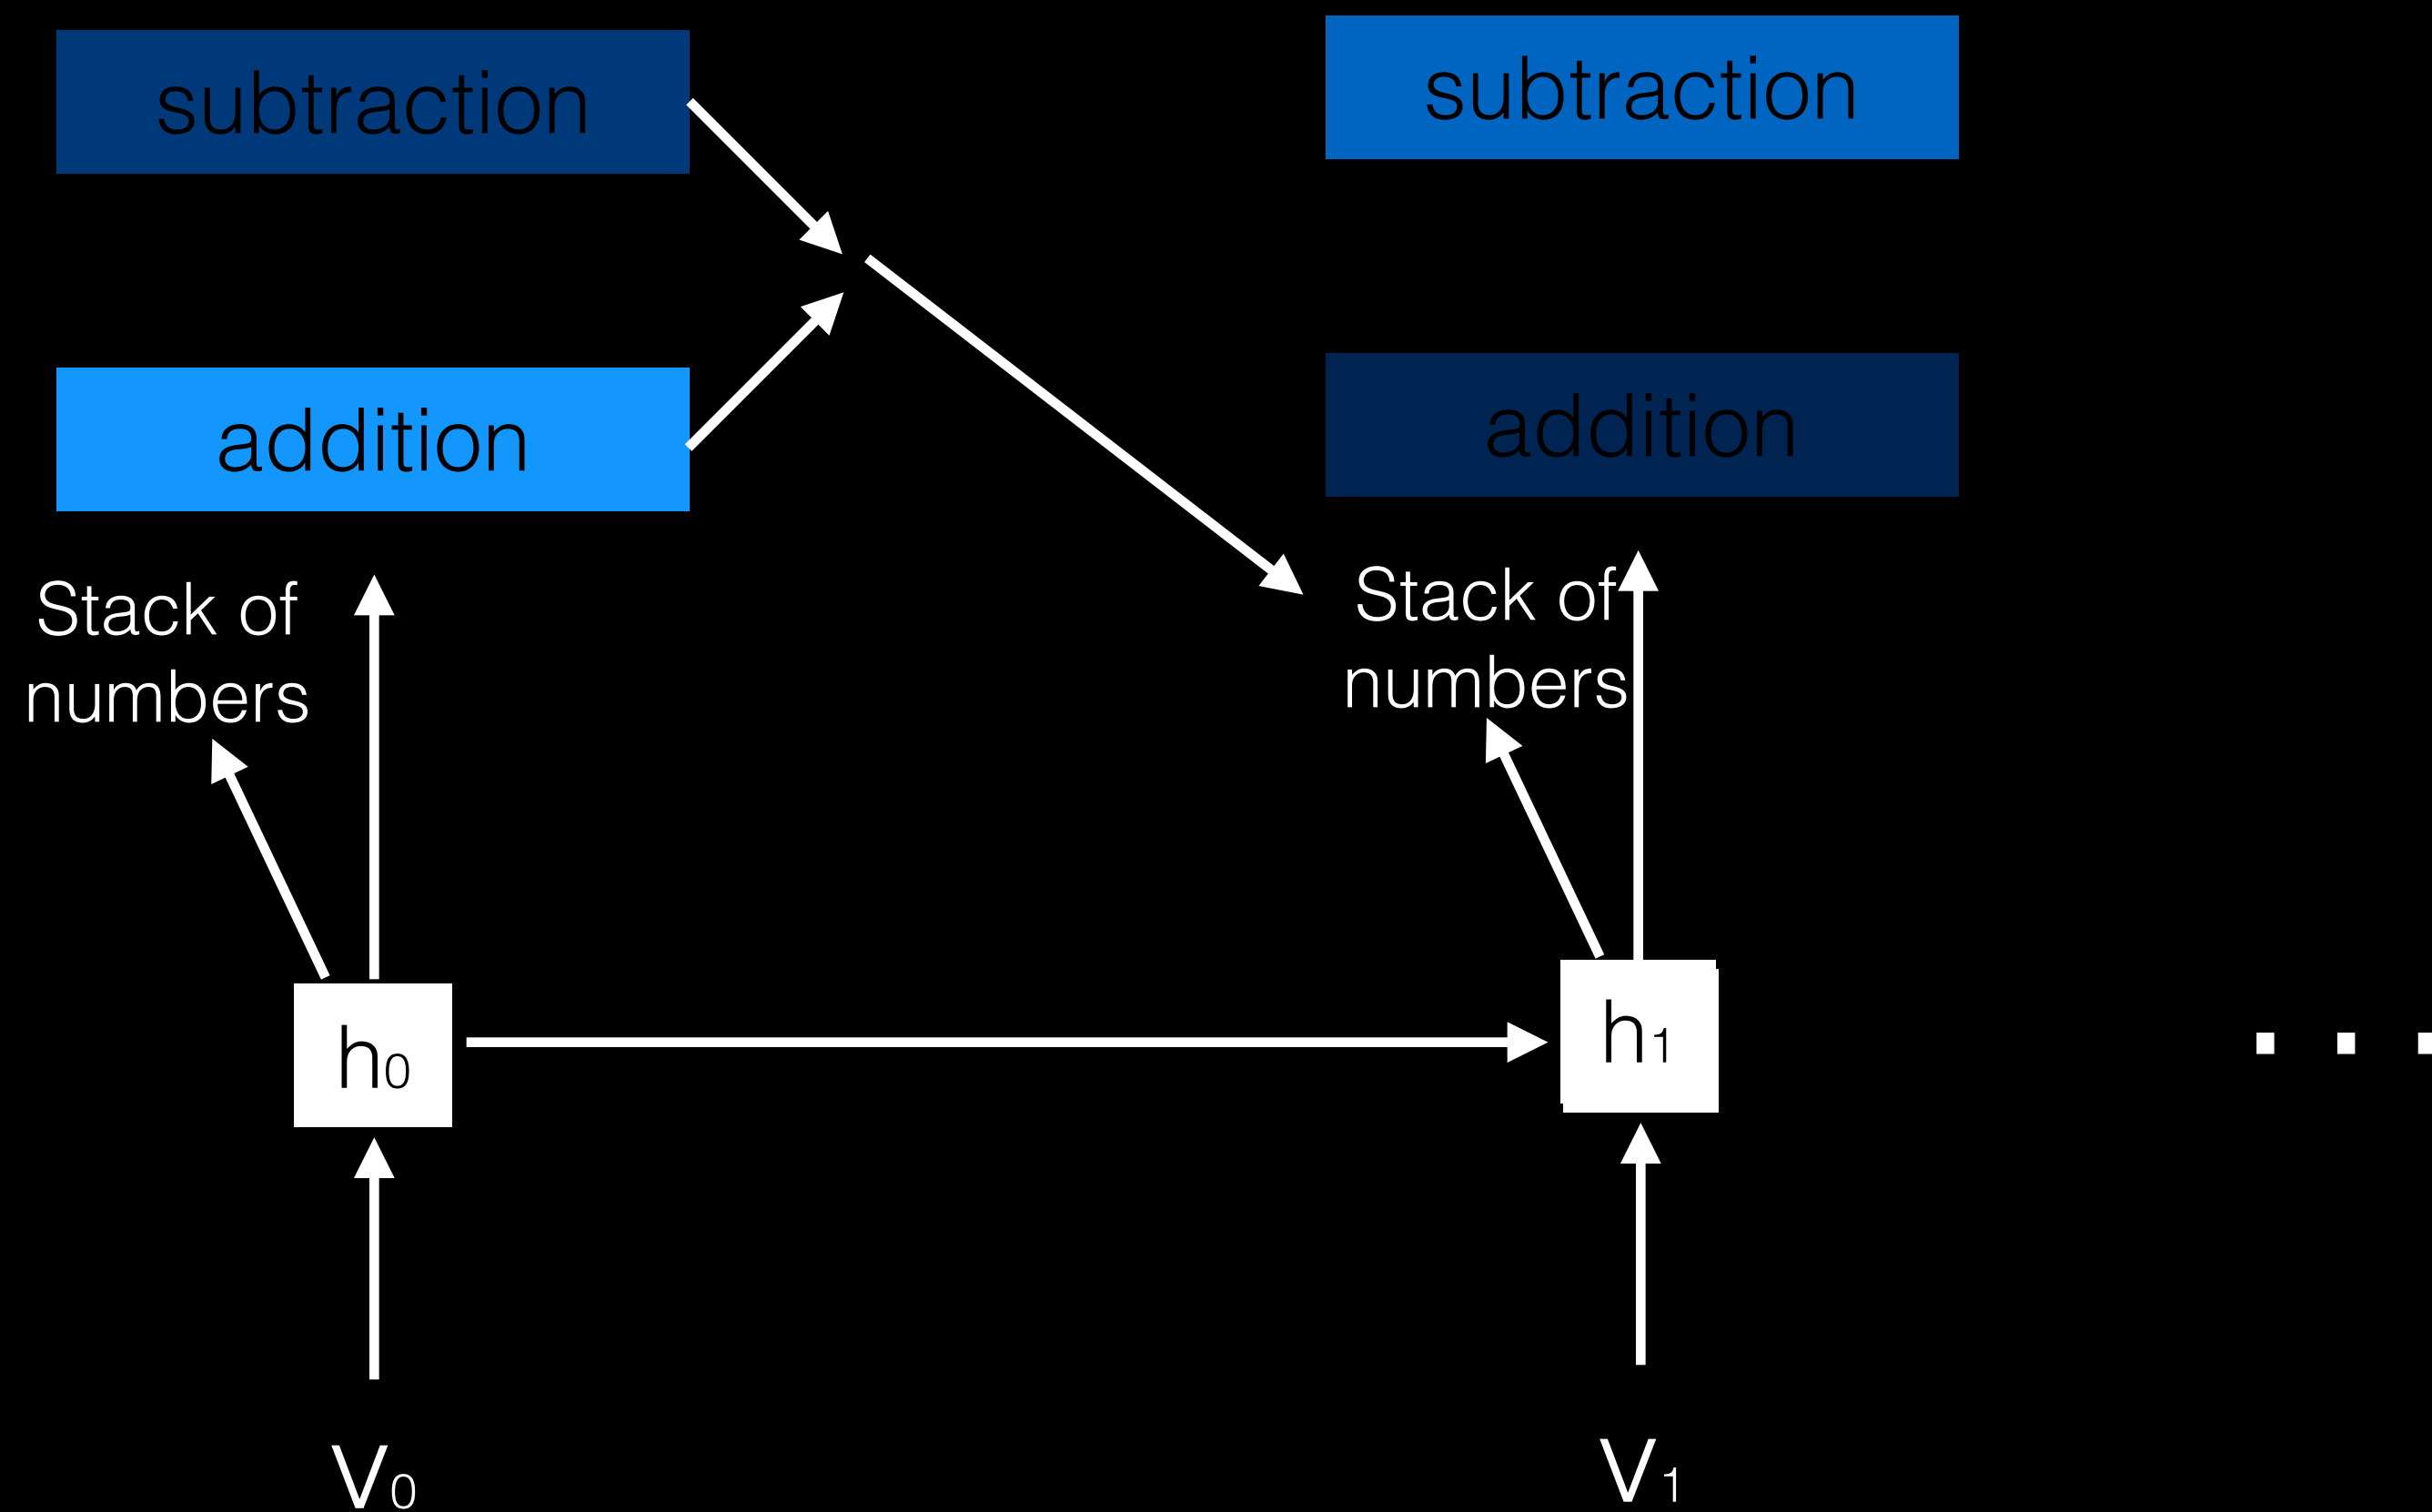 subtraction
addition
Stack of
numbers
h0
V0
subtraction
addition
Stack of
numbers
h1
V1
. . .